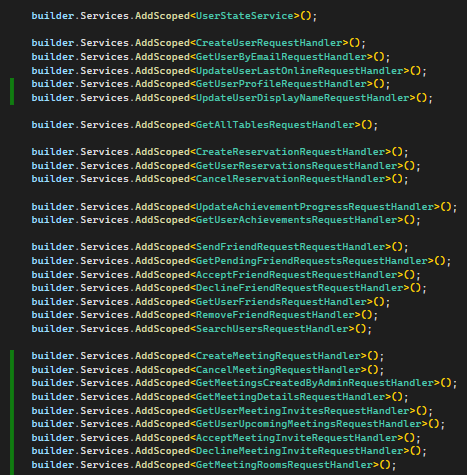 builder.Services.AddScoped<UserStateService>();
builder.Services.AddScoped<CreateUserRequestHandler>();
builder.Services.AddScoped<GetUserByEmailRequestHandler>();
builder.Services.AddScoped<UpdateUserLastOnlineRequestHandler>();
builder.Services.AddScoped<GetUserProfileRequestHandler>();
builder.Services.AddScoped<UpdateUserDisplayNameRequestHandler>();
builder.Services.AddScoped<GetAllTablesRequestHandler>();
builder.Services.AddScoped<CreateReservationRequestHandler>();
builder.Services.AddScoped<GetUserReservationsRequestHandler>();
builder.Services.AddScoped<CancelReservationRequestHandler>();
builder.Services.AddScoped<UpdateAchievementProgressRequestHandler>();
builder.Services.AddScoped<GetUserAchievementsRequestHandler>();
builder.Services.AddScoped<SendFriendRequestRequestHandler>();
builder.Services.AddScoped<GetPendingFriendRequestsRequestHandler>();
builder.Services.AddScoped<AcceptFriendRequestRequestHandler>();
builder.Services.AddScoped<DeclineFriendRequestRequestHandler>();
builder.Services.AddScoped<GetUserFriendsRequestHandler>();
builder.Services.AddScoped<RemoveFriendRequestHandler>();
builder.Services.AddScoped<SearchUsersRequestHandler>();
builder.Services.AddScoped<CreateMeetingRequestHandler>();
builder.Services.AddScoped<CancelMeetingRequestHandler>();
builder.Services.AddScoped<GetMeetingsCreatedByAdminRequestHandler>();
builder.Services.AddScoped<GetMeetingDetailsRequestHandler>();
builder.Services.AddScoped<GetUserMeetingInvitesRequestHandler>();
builder.Services.AddScoped<GetUserUpcomingMeetingsRequestHandler>();
builder.Services.AddScoped<AcceptMeetingInviteRequestHandler>();
builder.Services.AddScoped<DeclineMeetingInviteRequestHandler>();
builder.Services.AddScoped<GetMeetingRoomsRequestHandler>();